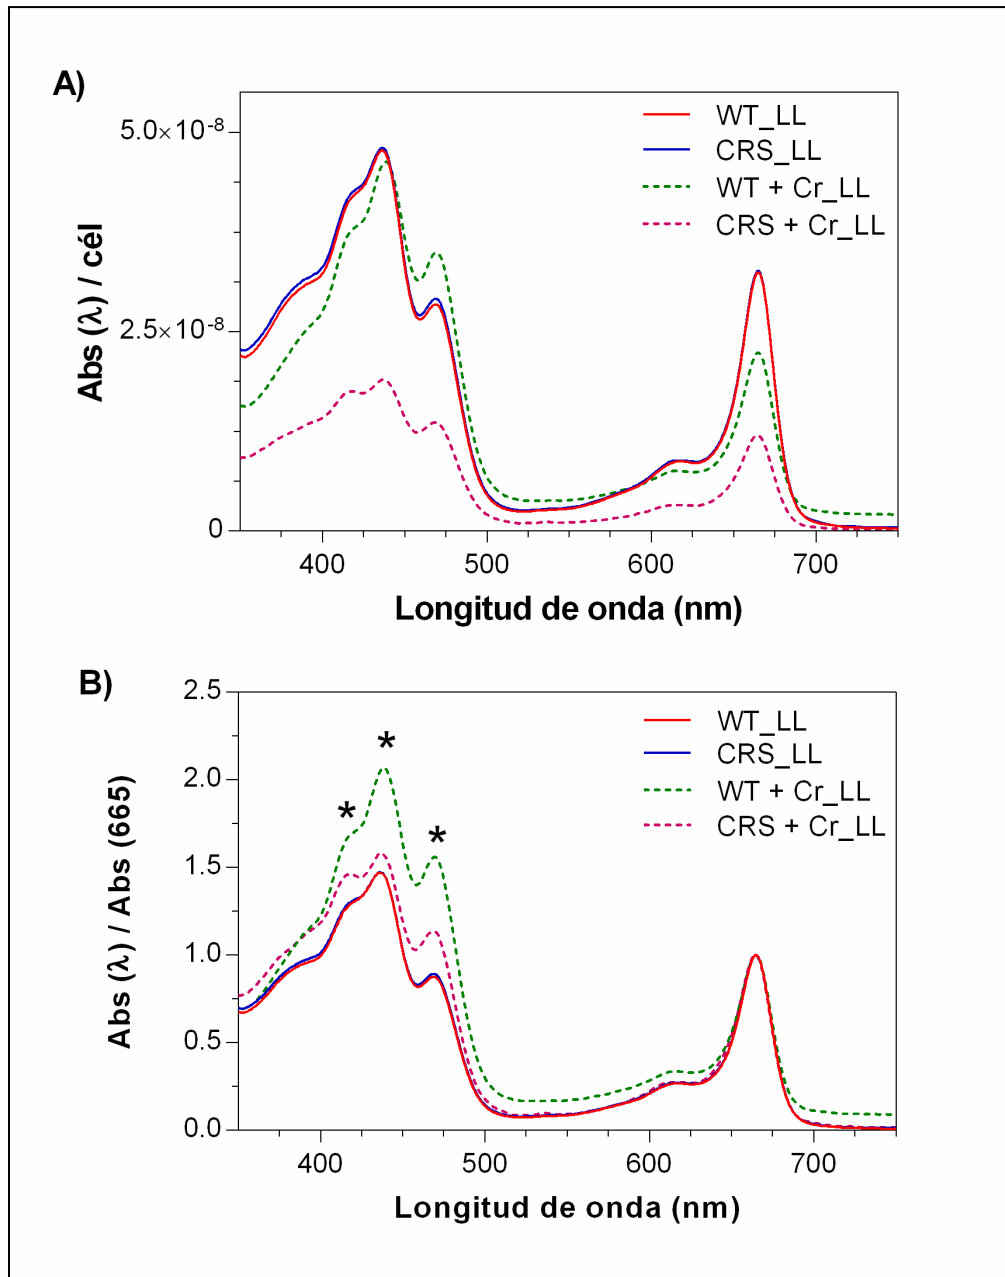 A)
WT_LL
CRS_LL
WT + Cr_LL
CRS + Cr_LL
5.0×10⁻⁸
2.5×10⁻⁸
0
Abs (λ) / cél
400 500 600 700
Longitud de onda (nm)
B)
WT_LL
CRS_LL
WT + Cr_LL
CRS + Cr_LL
* * *
2.5
2.0
1.5
1.0
0.5
0.0
Abs (λ) / Abs (665)
400 500 600 700
Longitud de onda (nm)